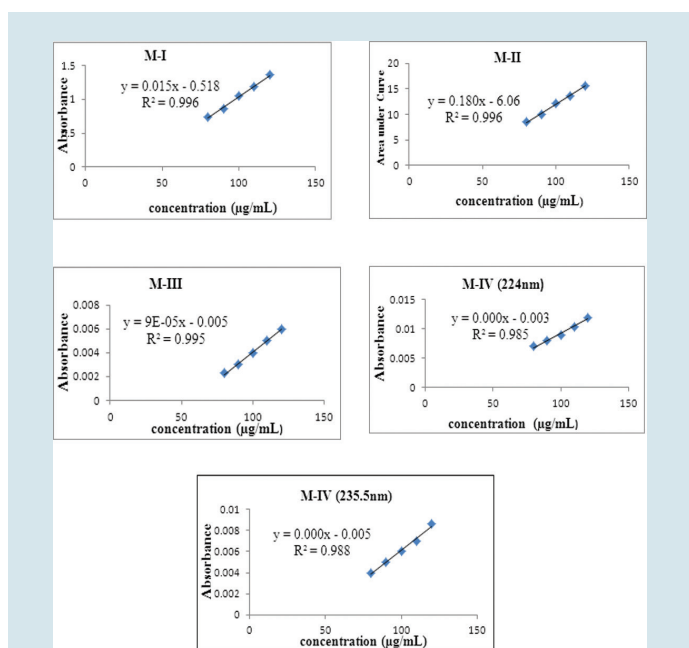 M-I
1.5
1
0.5
0
Absorbance
y = 0.015x - 0.518
R² = 0.996
0 50 100 150
concentration (µg/mL)
M-II
20
15
10
5
0
Area under Curve
y = 0.180x - 6.06
R² = 0.996
0 50 100 150
concentration (µg/mL)
M-III
0.008
0.006
0.004
0.002
0
Absorbance
y = 9E-05x - 0.005
R² = 0.995
0 50 100 150
concentration (µg/mL)
M-IV (224nm)
0.015
0.01
0.005
0
Absorbance
y = 0.000x - 0.003
R² = 0.985
0 50 100 150
concentration (µg/mL)
M-IV (235.5nm)
0.01
0.008
0.006
0.004
0.002
0
Absorbance
y = 0.000x - 0.005
R² = 0.988
0 50 100 150
concentration (µg/mL)